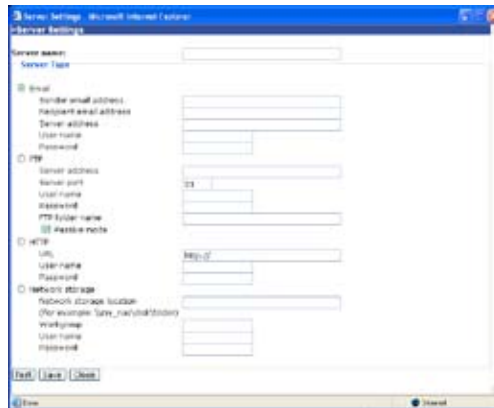 Server Settings - Microsoft Internet Explorer
Server Settings
Server name:
Server Type
Email
Sender email address
Recipient email address
Server address
User name
Password
FTP
Server address
Server port
21
User name
Password
FTP folder name
Passive mode
HTTP
URL
http://
User name
Password
Network storage
Network storage location
(For example:
Workgroup
User name
Password
Test Save Close
Done
Internet